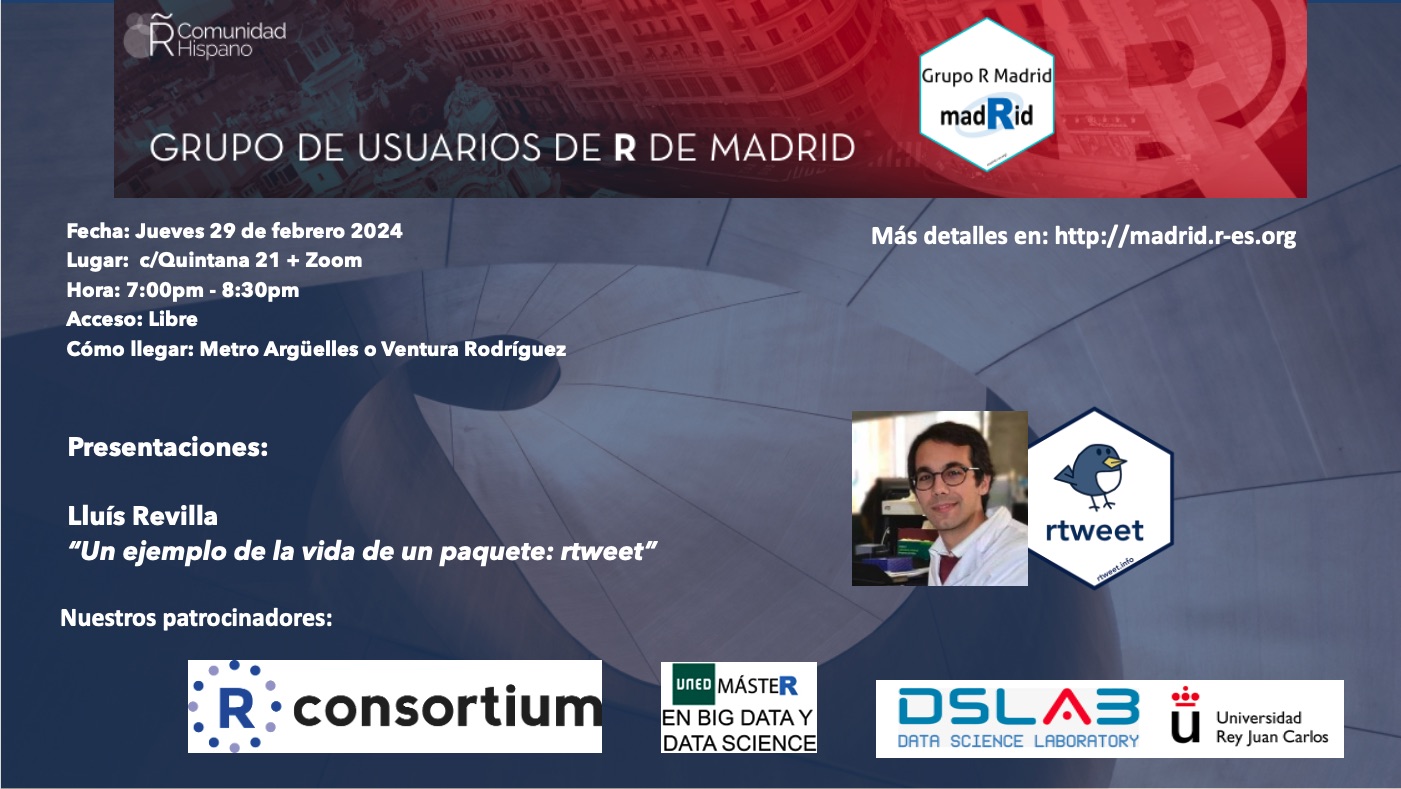 R̃ Comunidad
Hispano
Grupo R Madrid
madRid
GRUPO DE USUARIOS DE R DE MADRID
Fecha: Jueves 29 de febrero 2024
Lugar: c/Quintana 21 + Zoom
Hora: 7:00pm - 8:30pm
Acceso: Libre
Cómo llegar: Metro Argüelles o Ventura Rodríguez
Más detalles en: http://madrid.r-es.org
Presentaciones:
Lluís Revilla
“Un ejemplo de la vida de un paquete: rtweet”
rtweet
rtweet.info
Nuestros patrocinadores:
R consortium
UNED MÁSTER
EN BIG DATA Y
DATA SCIENCE
DSLAB
DATA SCIENCE LABORATORY
u Universidad
Rey Juan Carlos